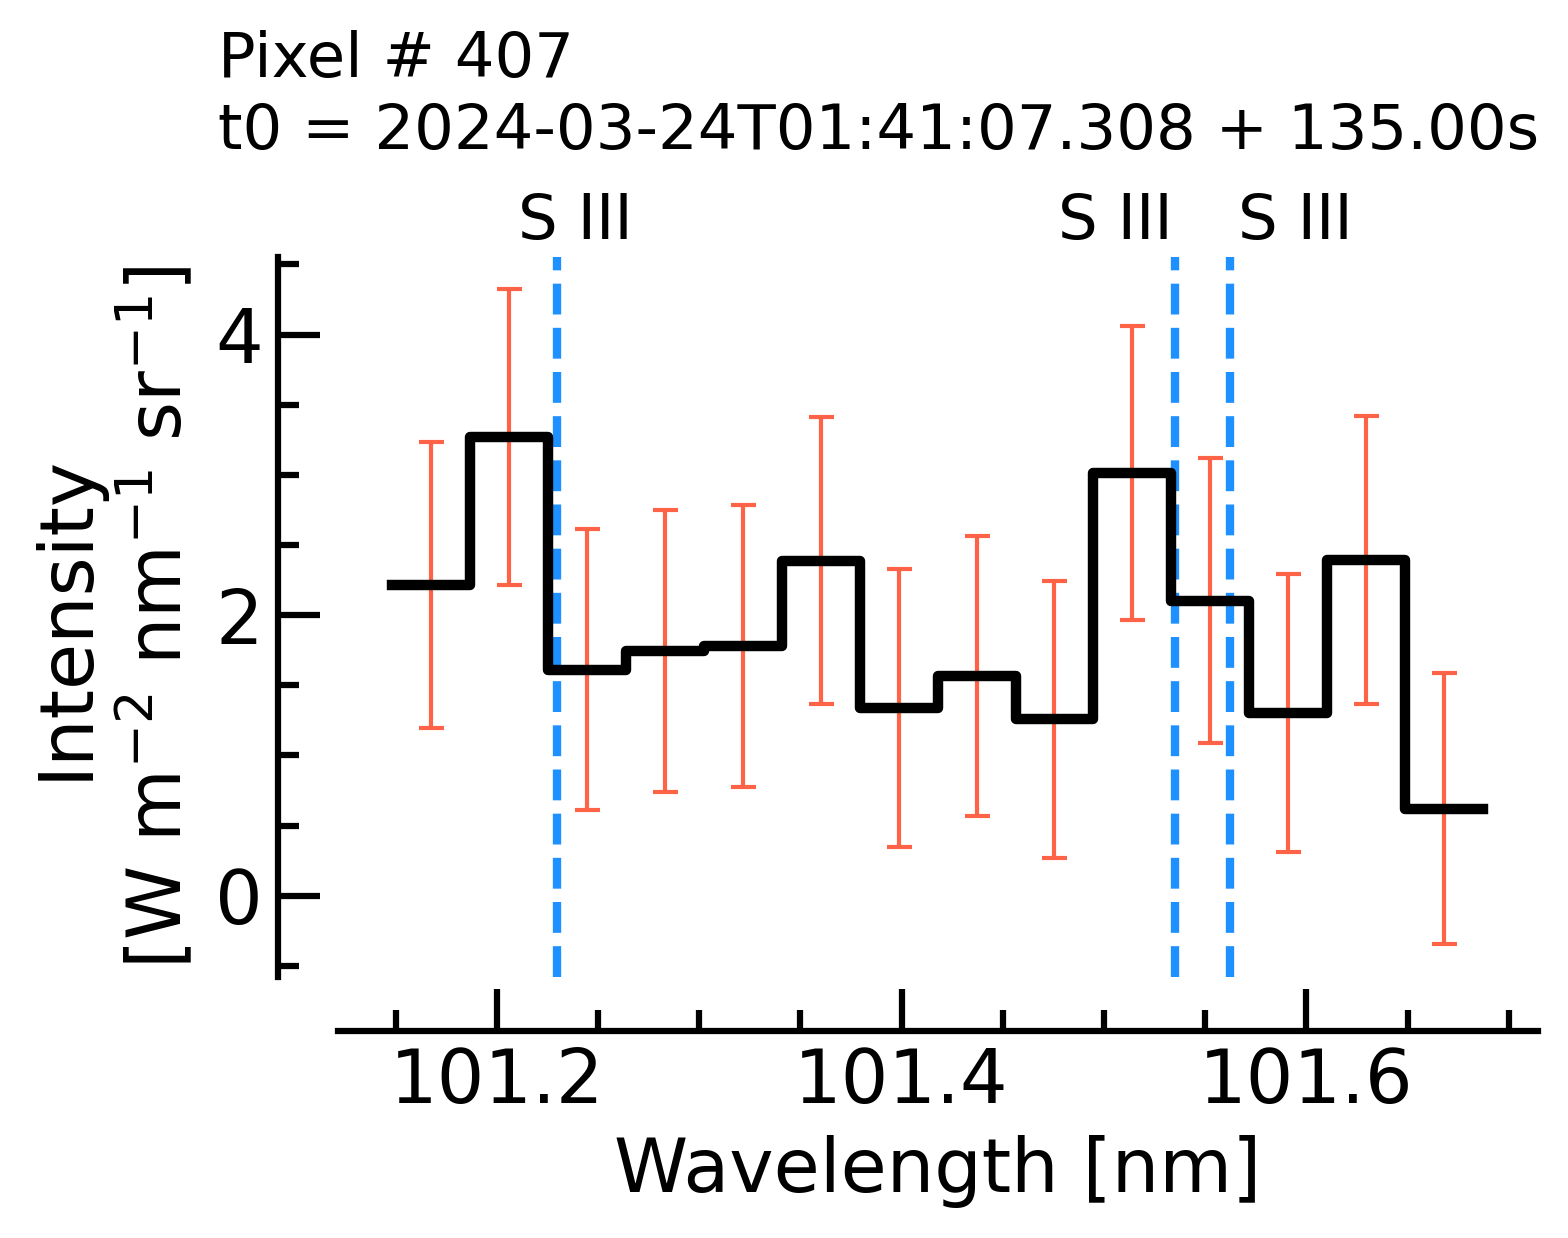 Pixel # 407
t0 = 2024-03-24T01:41:07.308 + 135.00s
S III S III S III
Intensity
[W m⁻² nm⁻¹ sr⁻¹]
4
2
0
101.2 101.4 101.6
Wavelength [nm]